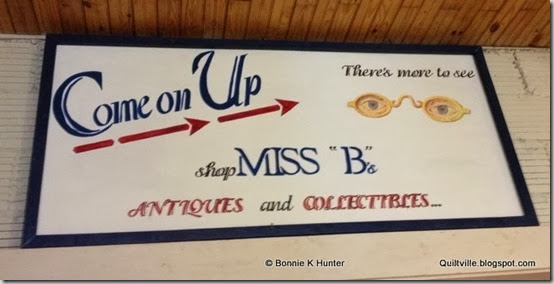 Come on Up
There's more to see
shop MISS "B"s
ANTIQUES and COLLECTIBLES...
© Bonnie K Hunter
Quiltville.blogspot.com